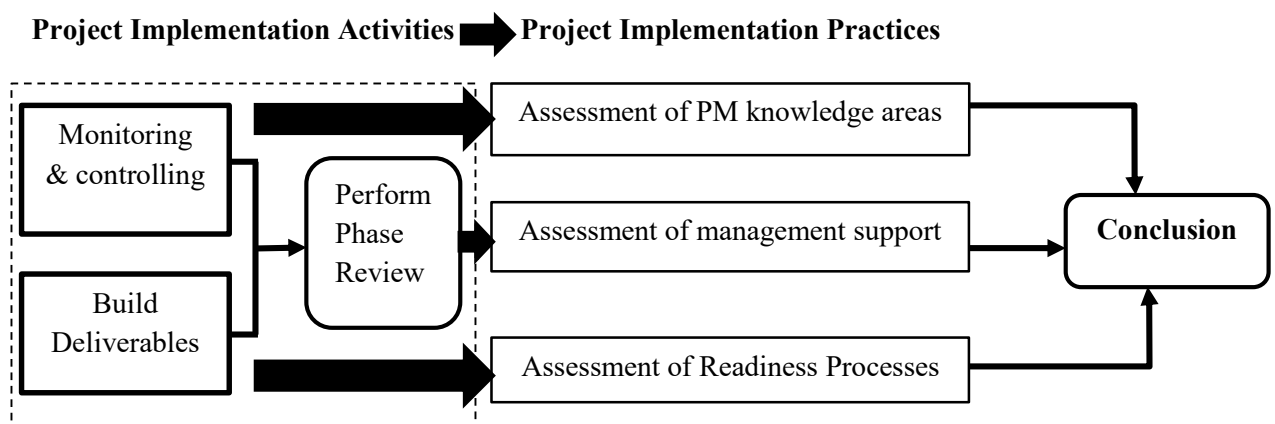 Project Implementation Activities
Project Implementation Practices
Monitoring
& controlling
Build
Deliverables
Perform
Phase
Review
Assessment of PM knowledge areas
Assessment of management support
Assessment of Readiness Processes
Conclusion